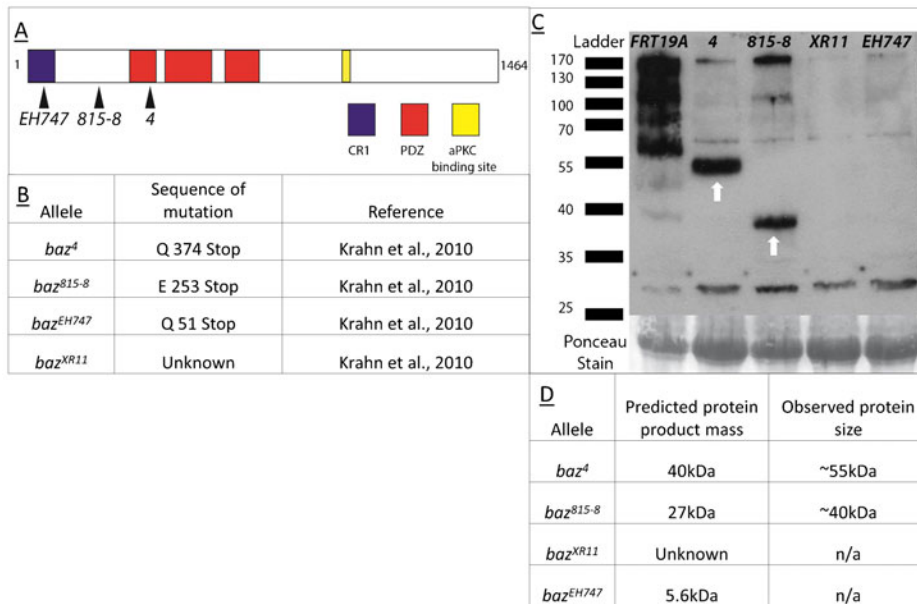 A
1
1464
EH747 815-8 4
CR1 PDZ aPKC
binding site
B
Allele Sequence of
mutation Reference
baz4 Q 374 Stop Krahn et al., 2010
baz815-8 E 253 Stop Krahn et al., 2010
bazEH747 Q 51 Stop Krahn et al., 2010
bazXR11 Unknown Krahn et al., 2010
C
Ladder FRT19A 4 815-8 XR11 EH747
170
130
100
70
55
40
35
25
Ponceau
Stain
D
Allele Predicted protein
product mass Observed protein
size
baz4 40kDa ~55kDa
baz815-8 27kDa ~40kDa
bazXR11 Unknown n/a
bazEH747 5.6kDa n/a